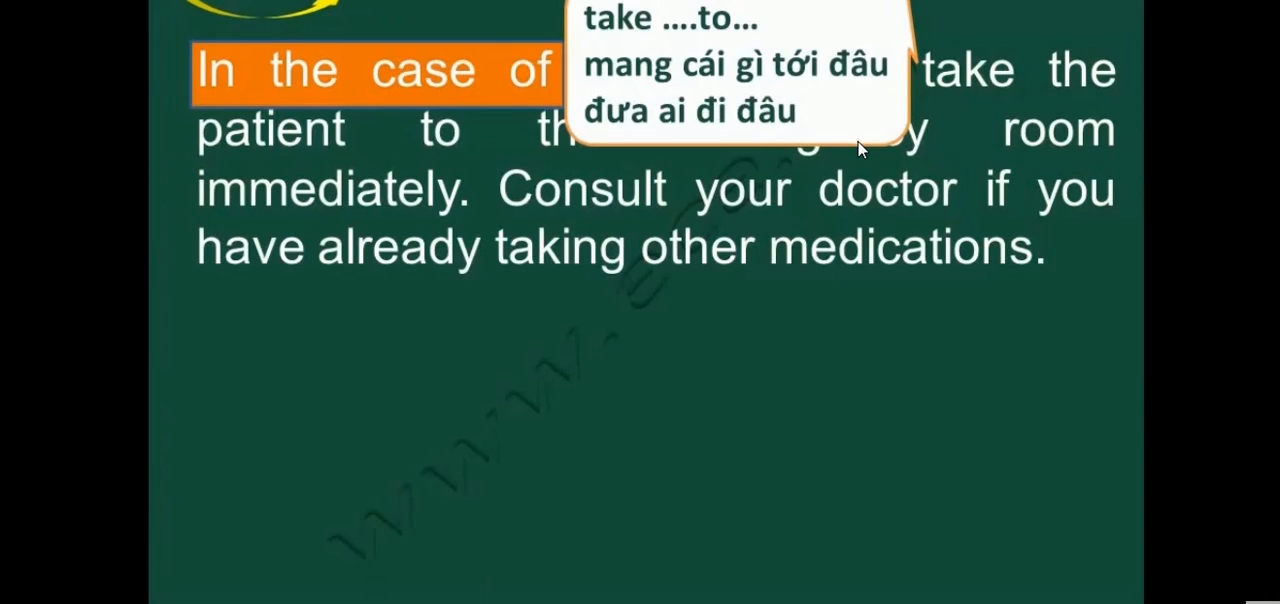 take ....to...
mang cái gì tới đâu
đưa ai đi đâu
In the case of take the
patient to room
immediately. Consult your doctor if you
have already taking other medications.
www.